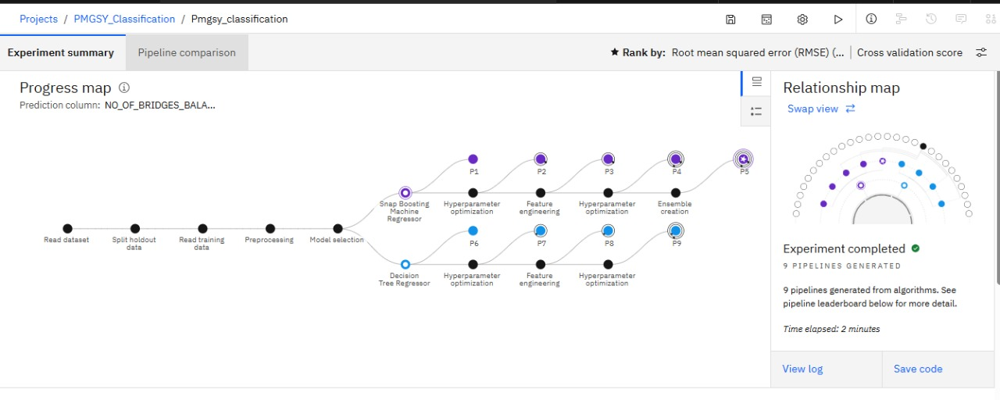 Projects / PMGSY_Classification / Pmgsy_classification
Experiment summary
Pipeline comparison
Rank by: Root mean squared error (RMSE) (... | Cross validation score
Progress map
Prediction column: NO_OF_BRIDGES_BALA...
P1
P2
P3
P4
P5
Snap Boosting
Machine
Regressor
Hyperparameter
optimization
Feature
engineering
Hyperparameter
optimization
Ensemble
creation
Read dataset
Split holdout
data
Read training
data
Preprocessing
Model selection
P6
P7
P8
P9
Decision
Tree Regressor
Hyperparameter
optimization
Feature
engineering
Hyperparameter
optimization
Relationship map
Swap view
Experiment completed
9 PIPELINES GENERATED
9 pipelines generated from algorithms. See
pipeline leaderboard below for more detail.
Time elapsed: 2 minutes
View log
Save code